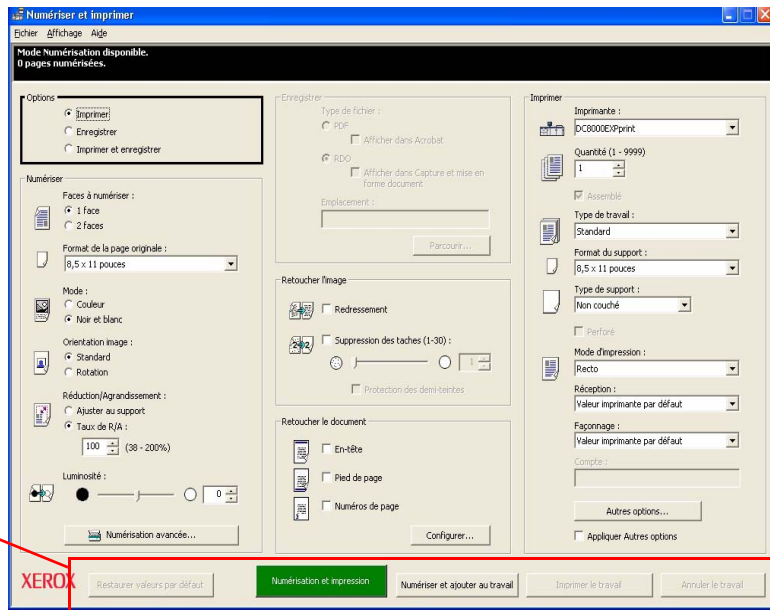 Numériser et imprimer
Fichier Affichage Aide
Mode Numérisation disponible.
0 pages numérisées.
Options
Imprimer
Enregistrer
Imprimer et enregistrer
Numériser
Faces à numériser :
1 face
2 faces
Format de la page originale :
8,5 x 11 pouces
Mode :
Couleur
Noir et blanc
Orientation image :
Standard
Rotation
Réduction/Agrandissement :
Ajuster au support
Taux de R/A :
100 (38 - 200%)
Luminosité :
0
Numérisation avancée...
Enregistrer
Type de fichier :
PDF
Afficher dans Acrobat
RDO
Afficher dans Capture et mise en
forme document
Emplacement :
Parcourir...
Retoucher l'image
Redressement
Suppression des taches (1-30) :
1
Protection des demi-teintes
Retoucher le document
En-tête
Pied de page
Numéros de page
Configurer...
Imprimer
Imprimante :
DC8000EXPprint
Quantité (1 - 9999)
1
Assemblé
Type de travail :
Standard
Format du support :
8,5 x 11 pouces
Type de support :
Non couché
Perforé
Mode d'impression :
Recto
Réception :
Valeur imprimante par défaut
Façonnage :
Valeur imprimante par défaut
Compte :
Autres options...
Appliquer Autres options
XEROX
Restaurer valeurs par défaut
Numérisation et impression
Numériser et ajouter au travail
Imprimer le travail
Annuler le travail